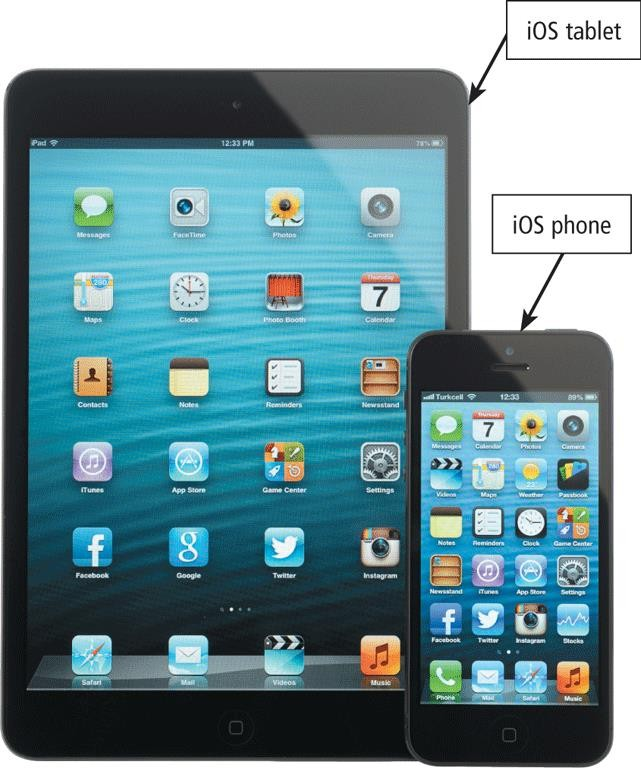 iOS tablet
iPad 12:33 PM 78%
Messages FaceTime Photos Camera
280
Thursday
7
Maps Clock Photo Booth Calendar
Contacts Notes Reminders Newsstand
iTunes App Store Game Center Settings
f g
Facebook Google Twitter Instagram
Safari Mail Videos Music
iOS phone
Turkcell 12:33 89%
Thursday
7
Messages Calendar Photos Camera
280
23
Videos Maps Weather Passbook
Notes Reminders Clock Game Center
Newsstand iTunes App Store Settings
f
Facebook Twitter Instagram Stocks
Phone Mail Safari Music